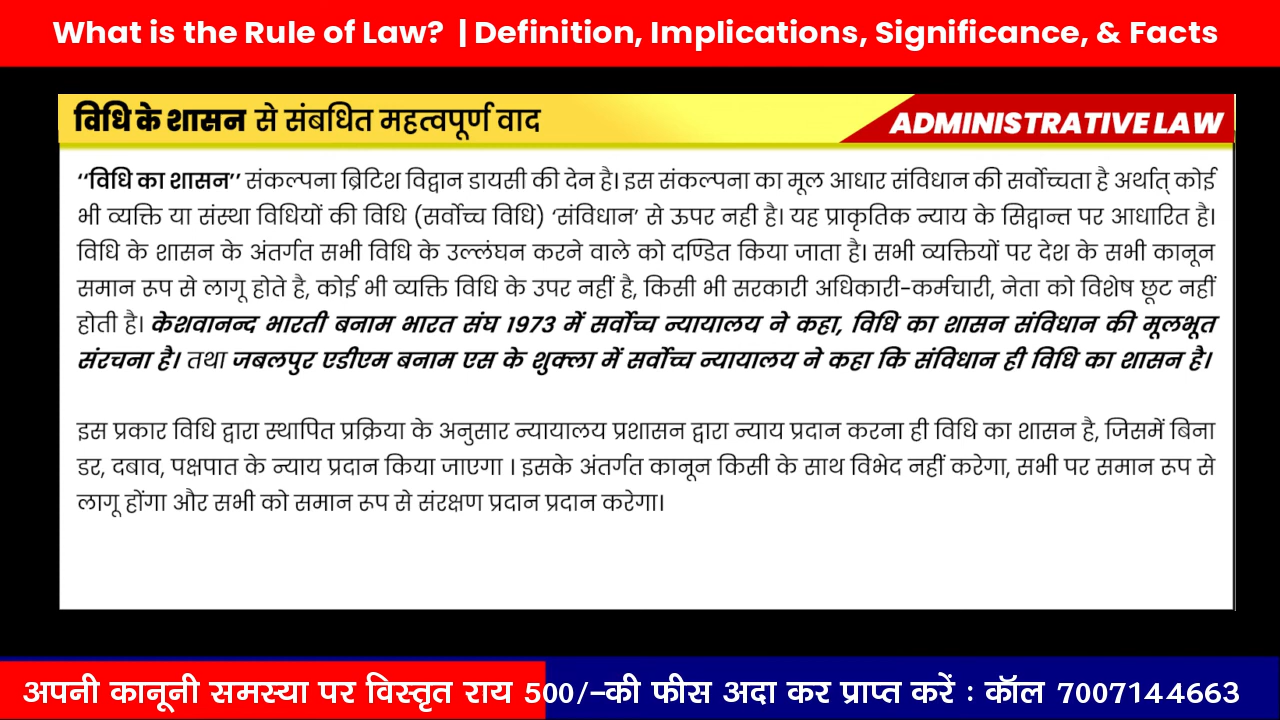 What is the Rule of Law? | Definition, Implications, Significance, & Facts
विधि के शासन से संबधित महत्वपूर्ण वाद
ADMINISTRATIVE LAW
‘‘विधि का शासन’’ संकल्पना ब्रिटिश विद्वान डायसी की देन है। इस संकल्पना का मूल आधार संविधान की सर्वोच्चता है अर्थात् कोई
भी व्यक्ति या संस्था विधियों की विधि (सर्वोच्च विधि) ‘संविधान’ से ऊपर नही है। यह प्राकृतिक न्याय के सिद्वान्त पर आधारित है।
विधि के शासन के अंतर्गत सभी विधि के उल्लंघन करने वाले को दण्डित किया जाता है। सभी व्यक्तियों पर देश के सभी कानून
समान रूप से लागू होते है, कोई भी व्यक्ति विधि के उपर नहीं है, किसी भी सरकारी अधिकारी-कर्मचारी, नेता को विशेष छूट नहीं
होती है। केशवानन्द भारती बनाम भारत संघ 1973 में सर्वोच्च न्यायालय ने कहा, विधि का शासन संविधान की मूलभूत
संरचना है। तथा जबलपुर एडीएम बनाम एस के शुक्ला में सर्वोच्च न्यायालय ने कहा कि संविधान ही विधि का शासन है।
इस प्रकार विधि द्वारा स्थापित प्रक्रिया के अनुसार न्यायालय प्रशासन द्वारा न्याय प्रदान करना ही विधि का शासन है, जिसमें बिना
डर, दबाव, पक्षपात के न्याय प्रदान किया जाएगा । इसके अंतर्गत कानून किसी के साथ विभेद नहीं करेगा, सभी पर समान रूप से
लागू होंगा और सभी को समान रूप से संरक्षण प्रदान प्रदान करेगा।
अपनी कानूनी समस्या पर विस्तृत राय 500/-की फीस अदा कर प्राप्त करें : कॉल 7007144663